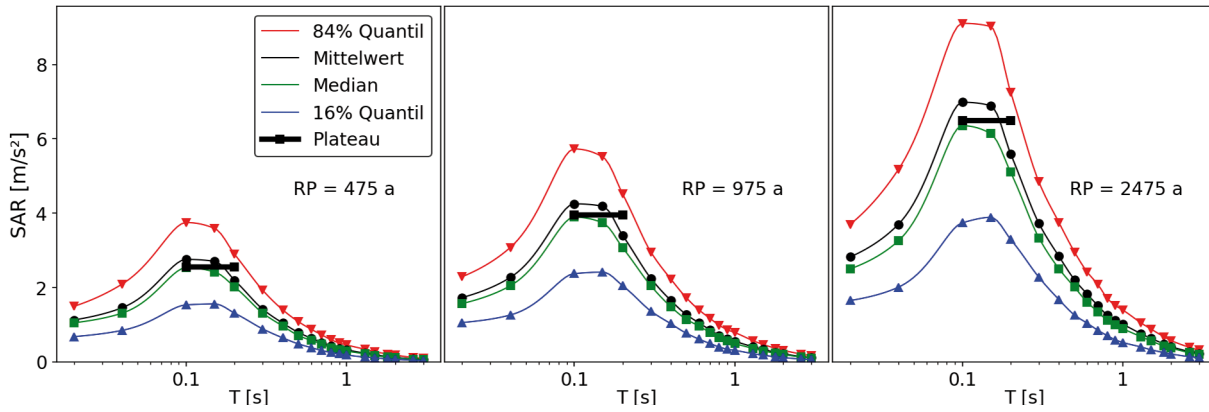 84% Quantil
Mittelwert
Median
16% Quantil
Plateau
RP = 475 a
RP = 975 a
RP = 2475 a
SAR [m/s²]
8
6
4
2
0
0.1 1
0.1 1
0.1 1
T [s]
T [s]
T [s]